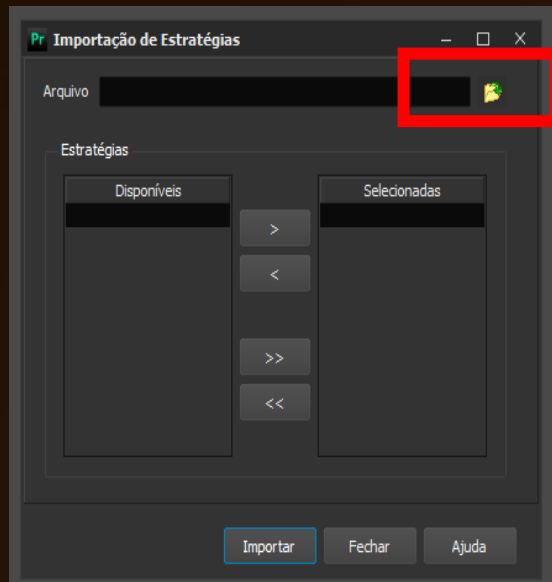 Pr Importação de Estratégias
Arquivo
Estratégias
Disponíveis
Selecionadas
>
<
>>
<<
Importar
Fechar
Ajuda